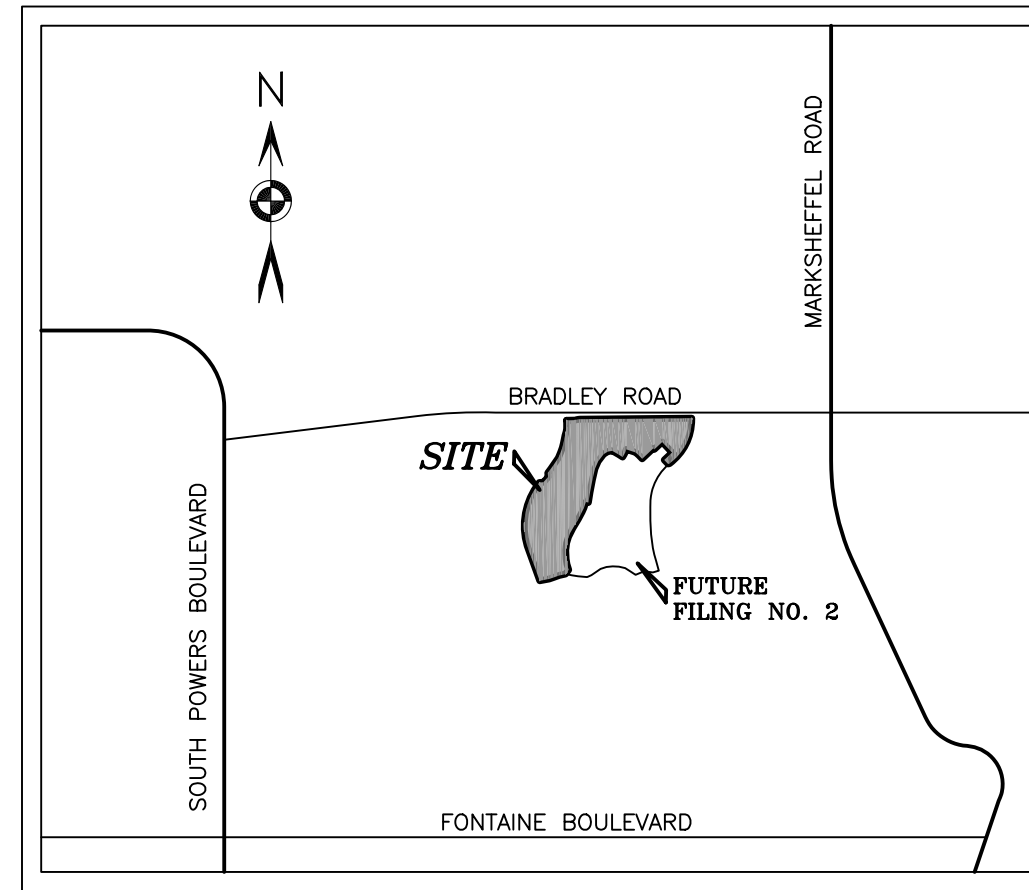 N
MARKSHEFFEL ROAD
BRADLEY ROAD
SITE
SOUTH POWERS BOULEVARD
FUTURE
FILING NO. 2
FONTAINE BOULEVARD